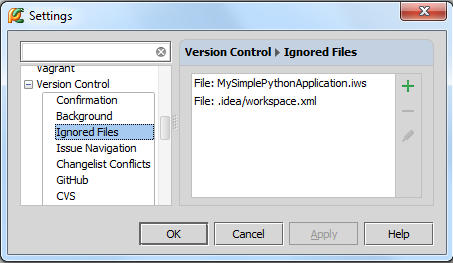 Settings
Vagrant
Version Control
Confirmation
Background
Ignored Files
Issue Navigation
Changelist Conflicts
GitHub
CVS
Version Control Ignored Files
File: MySimplePythonApplication.iws
File: .idea/workspace.xml
OK
Cancel
Apply
Help